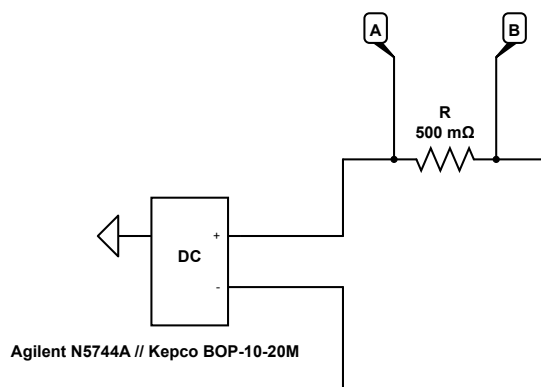 A
B
R
500 mΩ
+
DC
-
Agilent N5744A // Kepco BOP-10-20M